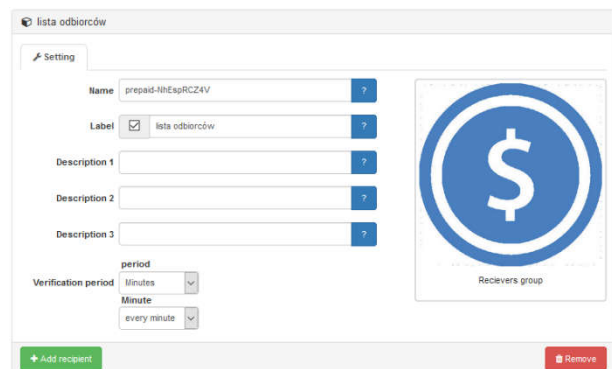 lista odbiorców
Setting
Name prepaid-NhEspRCZ4V ?
Label lista odbiorców ?
Description 1 ?
Description 2 ?
Description 3 ?
period
Verification period Minutes
Minute
every minute
$
Recievers group
+ Add recipient
Remove